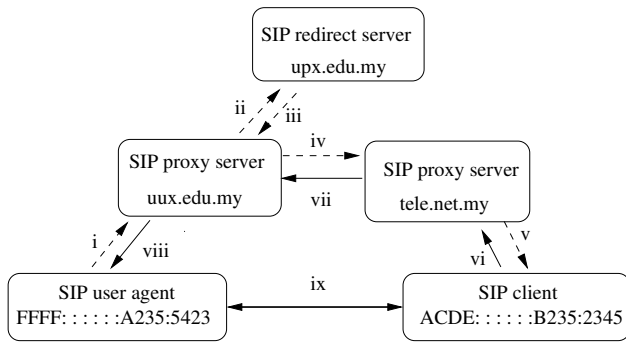 SIP redirect server
upx.edu.my
ii
iii
SIP proxy server
uux.edu.my
iv
vii
SIP proxy server
tele.net.my
i
viii
vi
v
SIP user agent
FFFF: : : : : :A235:5423
ix
SIP client
ACDE: : : : : :B235:2345